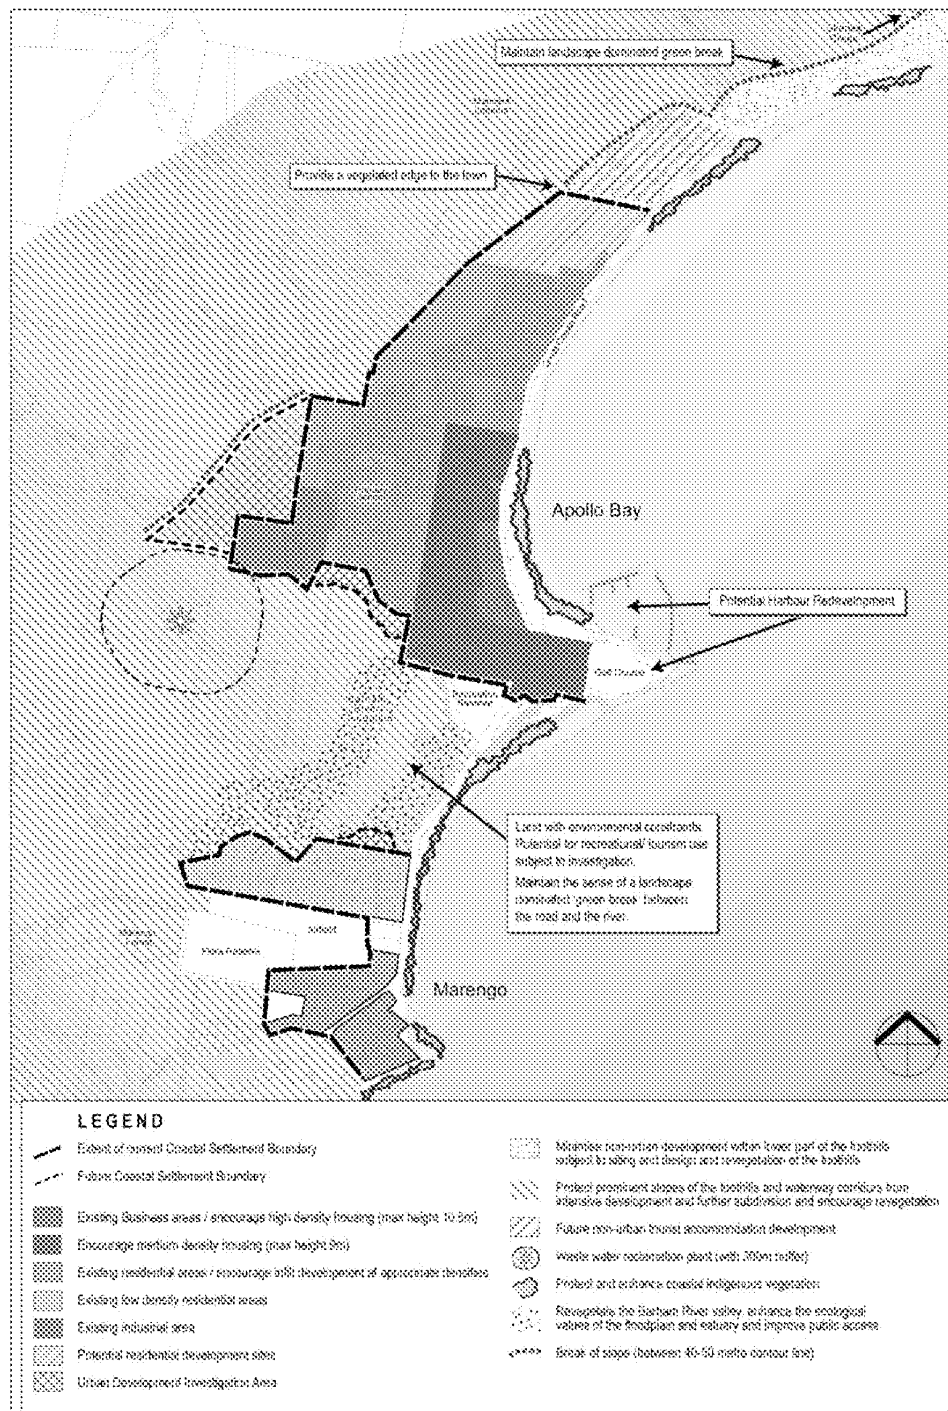 Maintain landscape dominated green break
Provide a vegetated edge to the town
Apollo Bay
Potential Harbour Redevelopment
Golf Course
Recreation Reserve
Land with environmental constraints.
Potential for recreational/ tourism use
subject to investigation.
Maintain the sense of a landscape
dominated 'green break' between
the road and the river.
Airfield
Flora Reserve
Marengo
LEGEND
Extent of current Coastal Settlement Boundary
Future Coastal Settlement Boundary
Existing Business areas / encourage high density housing (max height 10.5m)
Encourage medium density housing (max height 9m)
Existing residential areas / encourage infill development at appropriate densities
Existing low density residential areas
Existing industrial area
Potential residential development sites
Urban Development Investigation Area
Minimise non-urban development within lower part of the foothills
subject to siting and design and revegetation of the foothills
Protect prominent slopes of the foothills and waterway corridors from
intensive development and further subdivision and encourage revegetation
Future non-urban tourist accommodation development
Waste water reclamation plant (with 300m buffer)
Protect and enhance coastal indigenous vegetation
Revegetate the Barham River valley, enhance the ecological
values of the floodplain and estuary and improve public access
Break of slope (between 40-50 metre contour line)